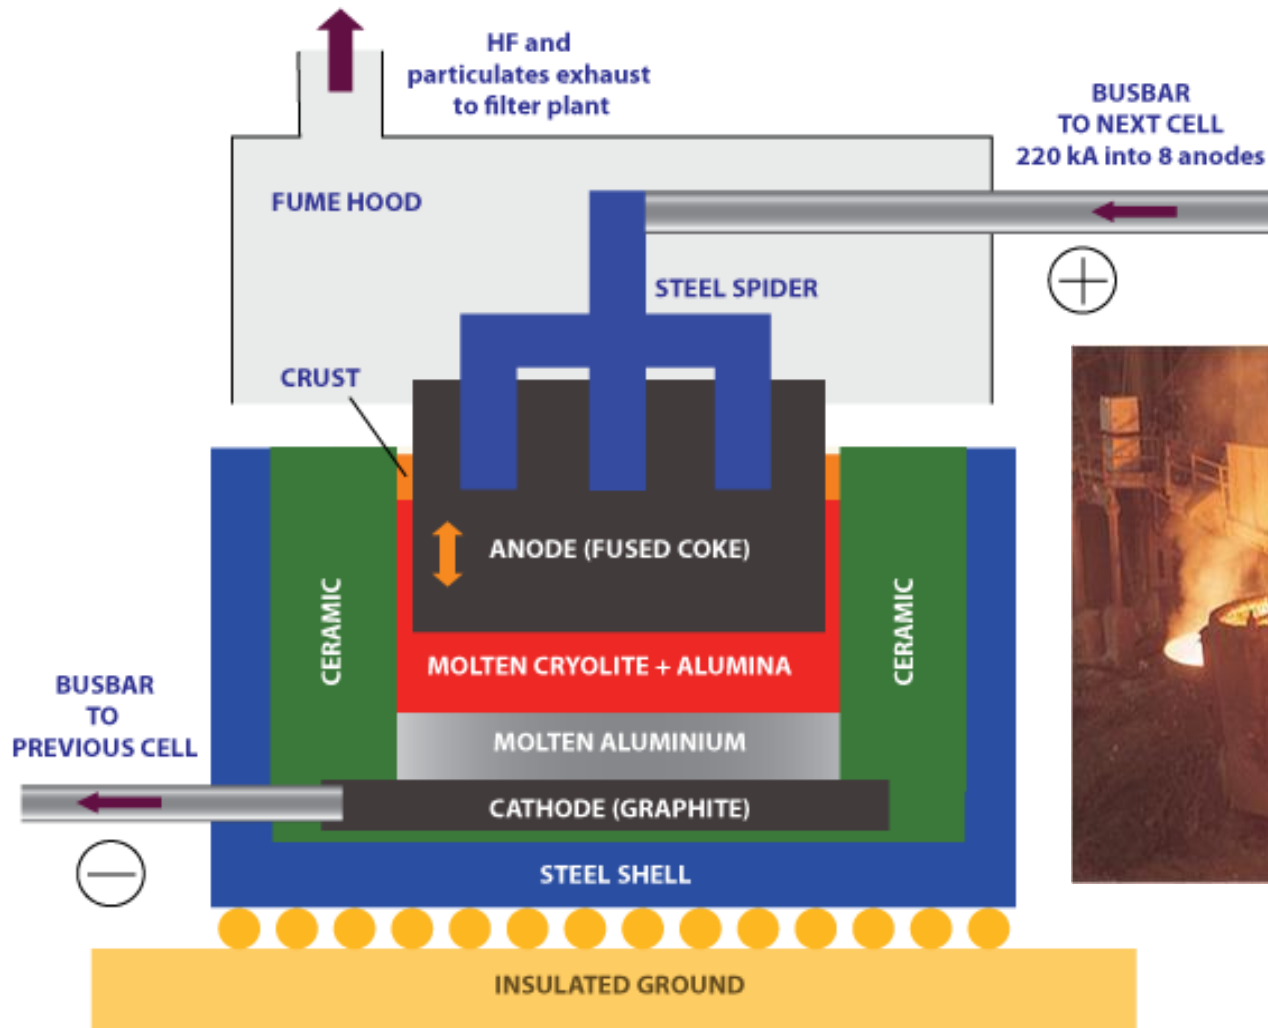 HF and
particulates exhaust
to filter plant
BUSBAR
TO NEXT CELL
220 kA into 8 anodes
FUME HOOD
STEEL SPIDER
CRUST
ANODE (FUSED COKE)
CERAMIC
CERAMIC
MOLTEN CRYOLITE + ALUMINA
BUSBAR
TO
PREVIOUS CELL
MOLTEN ALUMINIUM
CATHODE (GRAPHITE)
STEEL SHELL
INSULATED GROUND